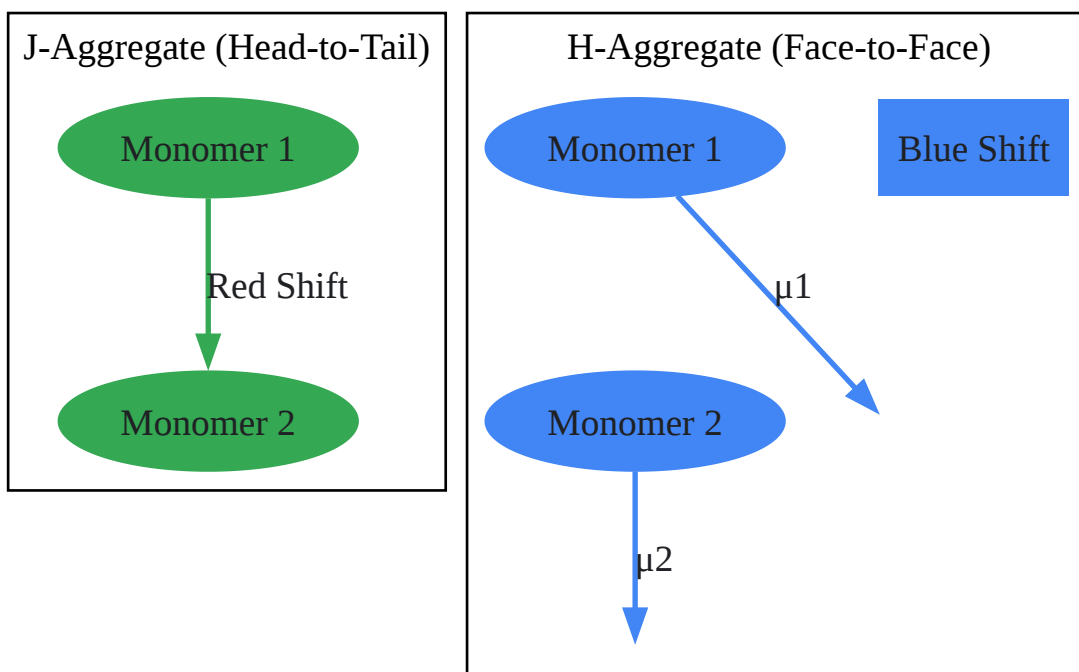 J-Aggregate (Head-to-Tail)
Monomer 1
Red Shift
Monomer 2
H-Aggregate (Face-to-Face)
Monomer 1
Blue Shift
μ1
Monomer 2
μ2